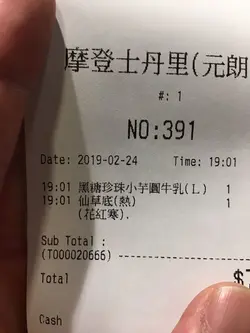 摩登士丹里(元朗
#: 1
NO:391
Date: 2019-02-24 Time: 19:01
19:01 黑糖珍珠小芋圓牛乳(L) 1
19:01 仙草底(熱) 1
(花紅寒).
Sub Total :
(T000020666)
Total $
Cash